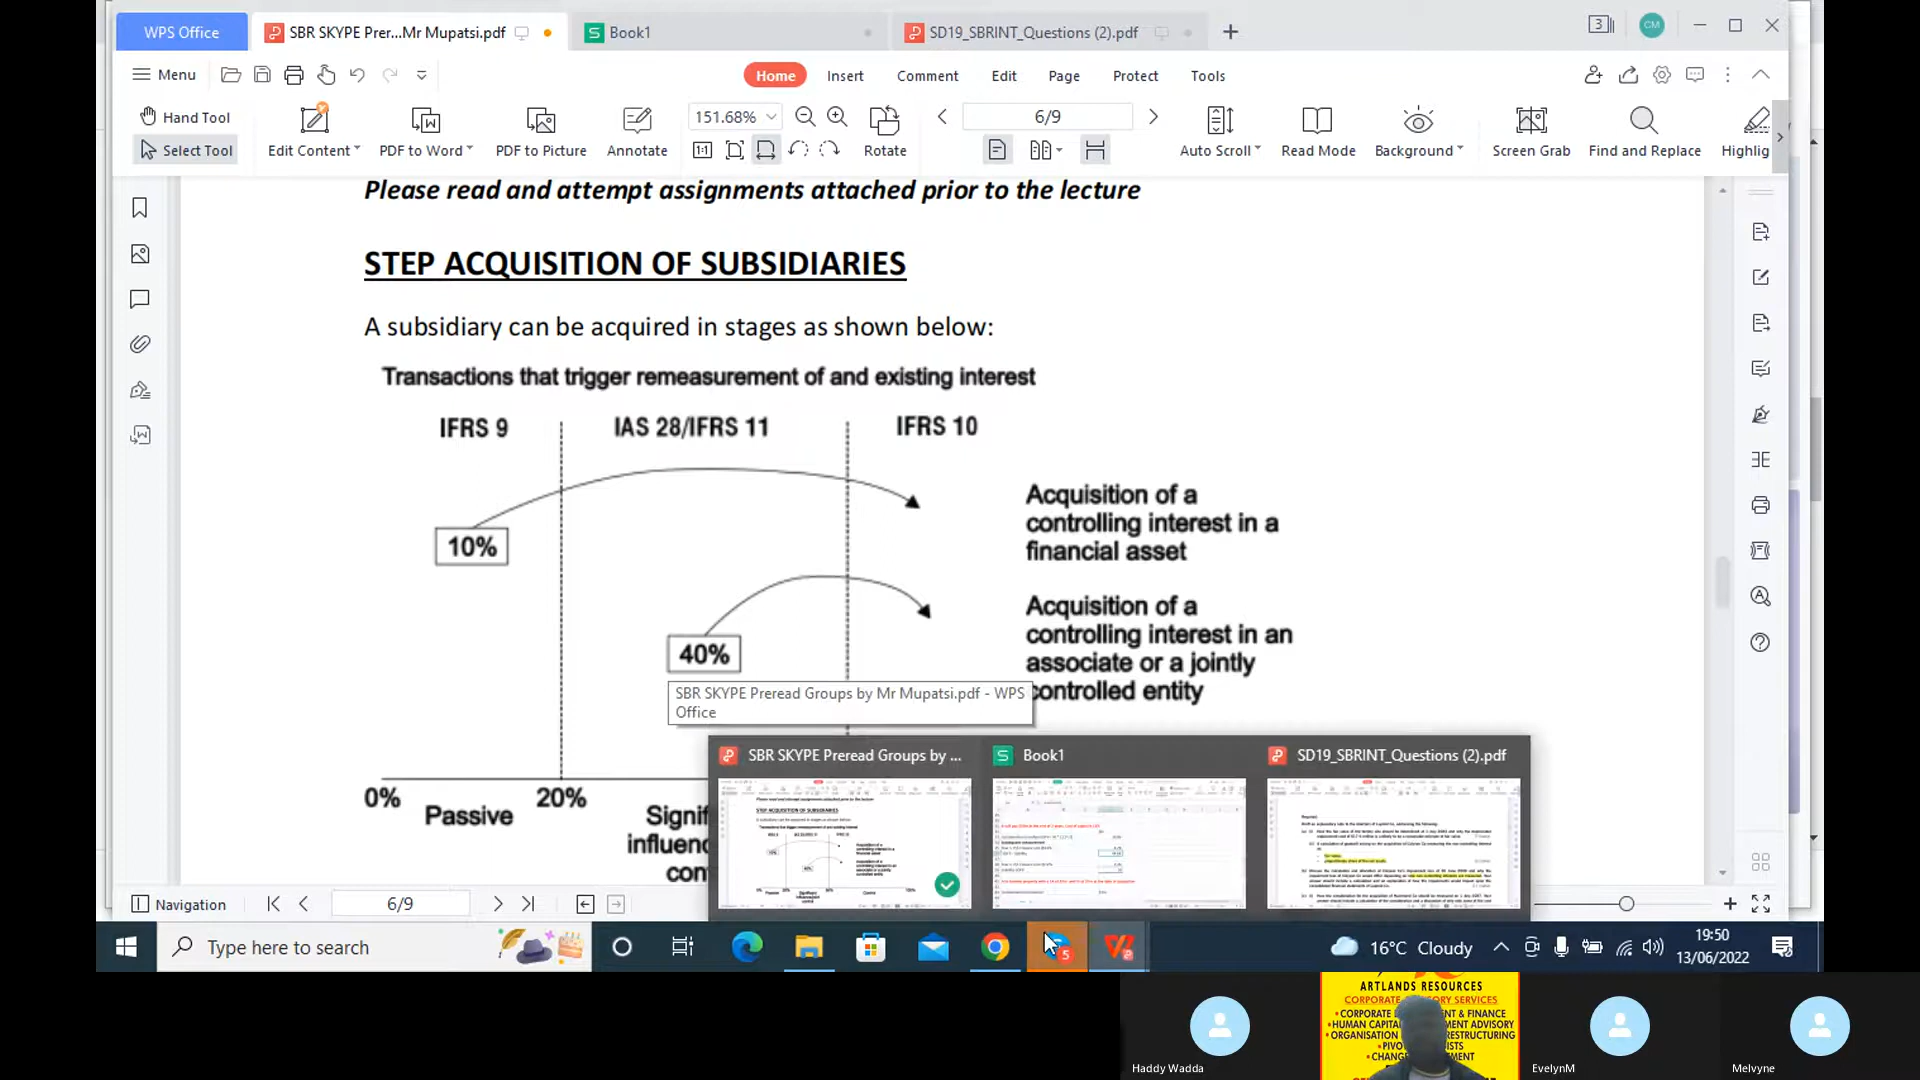 WPS Office
SBR SKYPE Prer...Mr Mupatsi.pdf
Book1
SD19_SBRINT_Questions (2).pdf
3
CM
Menu
Home
Insert
Comment
Edit
Page
Protect
Tools
Hand Tool
Select Tool
Edit Content
PDF to Word
PDF to Picture
Annotate
151.68%
6/9
Rotate
Auto Scroll
Read Mode
Background
Screen Grab
Find and Replace
Highlig
Please read and attempt assignments attached prior to the lecture
STEP ACQUISITION OF SUBSIDIARIES
A subsidiary can be acquired in stages as shown below:
Transactions that trigger remeasurement of and existing interest
IFRS 9
IAS 28/IFRS 11
IFRS 10
10%
Acquisition of a
controlling interest in a
financial asset
40%
Acquisition of a
controlling interest in an
associate or a jointly
controlled entity
SBR SKYPE Preread Groups by Mr Mupatsi.pdf - WPS
Office
0%
Passive
20%
Signif
influenc
con
SBR SKYPE Preread Groups by ...
Book1
SD19_SBRINT_Questions (2).pdf
Navigation
6/9
Type here to search
5
16°C Cloudy
19:50
13/06/2022
ARTLANDS RESOURCES
Haddy Wadda
EvelynM
Melvyne